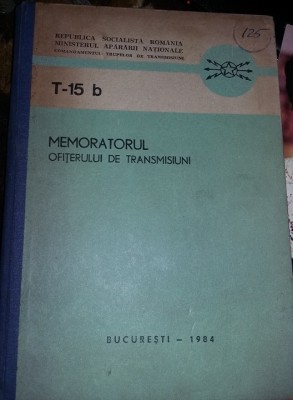 REPUBLICA SOCIALISTĂ ROMÂNIA
MINISTERUL APĂRĂRII NAȚIONALE
COMANDAMENTUL TRUPELOR DE TRANSMISIUNI
125
T-15 b
MEMORATORUL
OFIȚERULUI DE TRANSMISIUNI
BUCUREȘTI - 1984